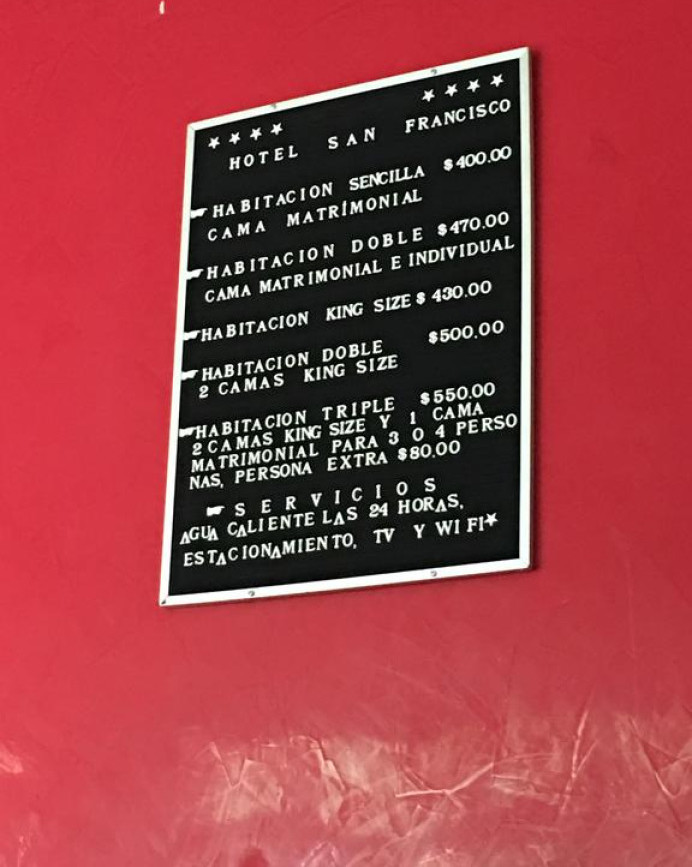 ★★★★ ★★★★
HOTEL SAN FRANCISCO
☛HABITACION SENCILLA $400.00
CAMA MATRÍMONIAL
☛HABITACION DOBLE $470.00
CAMA MATRIMONIAL E INDIVIDUAL
☛HABITACION KING SIZE $ 430.00
☛HABITACION DOBLE $500.00
2 CAMAS KING SIZE
☛HABITACION TRIPLE $550.00
2 CAMAS KING SIZE Y 1 CAMA
MATRIMONIAL PARA 3 O 4 PERSO
NAS, PERSONA EXTRA $80.00
☛ SERVICIOS
AGUA CALIENTE LAS 24 HORAS,
ESTACIONAMIENTO, TV Y WI FI★